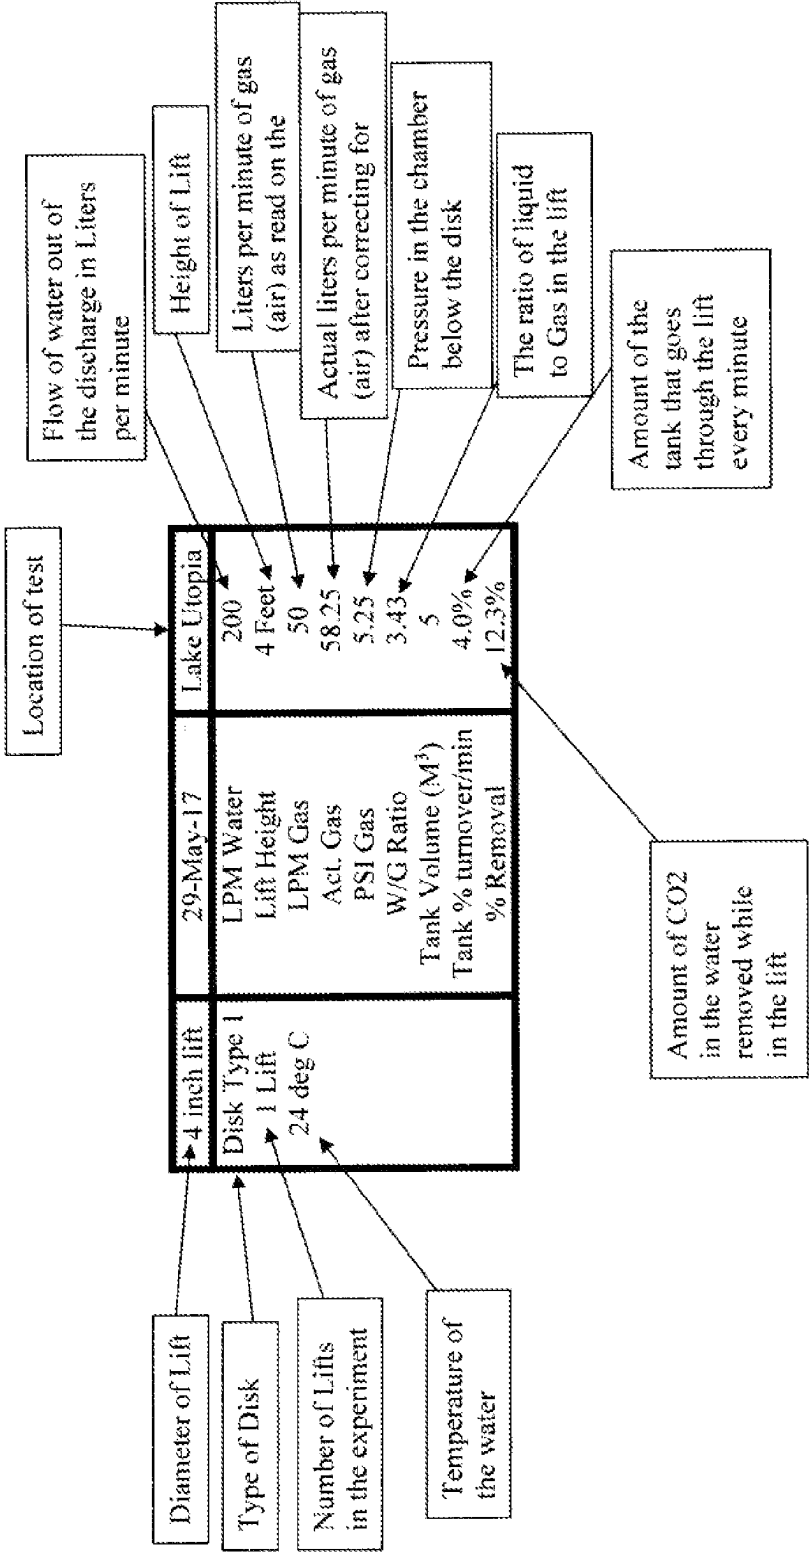 Location of test
Flow of water out of
the discharge in Liters
per minute
Height of Lift
Liters per minute of gas
(air) as read on the
Actual liters per minute of gas
(air) after correcting for
Pressure in the chamber
below the disk
The ratio of liquid
to Gas in the lift
Amount of the
tank that goes
through the lift
every minute
Diameter of Lift
Type of Disk
Number of Lifts
in the experiment
Temperature of
the water
4 inch lift
29-May-17
Lake Utopia
Disk Type 1
1 Lift
24 deg C
LPM Water
Lift Height
LPM Gas
Act. Gas
PSI Gas
W/G Ratio
Tank Volume (M³)
Tank % turnover/min
% Removal
200
4 Feet
50
58.25
5.25
3.43
5
4.0%
12.3%
Amount of CO2
in the water
removed while
in the lift